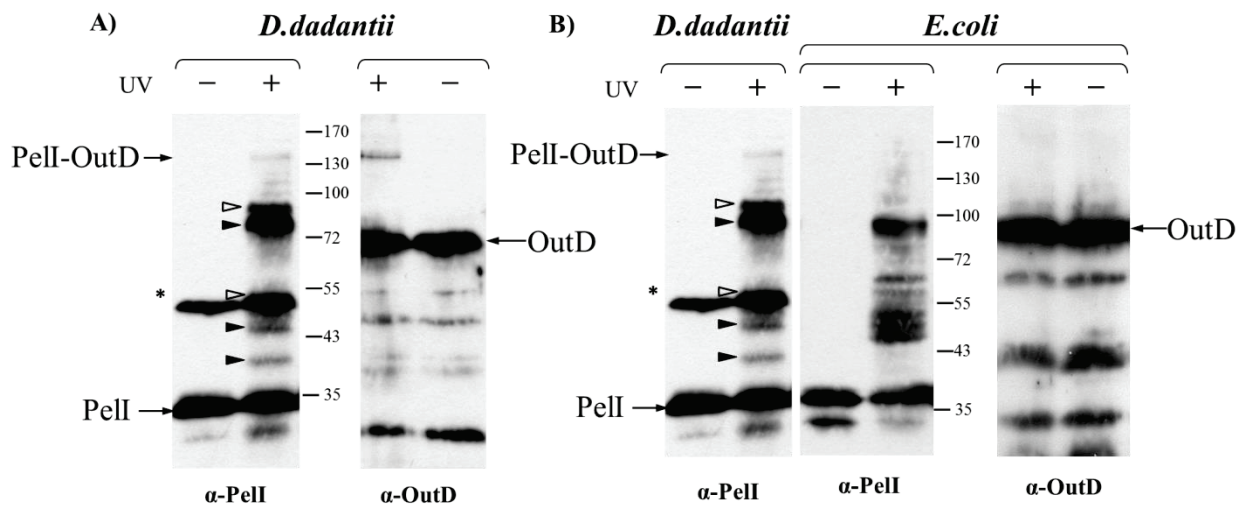 A) D.dadantii
UV − + + −
PelI-OutD
170
130
100
72
55
43
35
*
OutD
PelI
α-PelI α-OutD
B) D.dadantii E.coli
UV − + − + + −
PelI-OutD
170
130
100
72
55
43
35
*
OutD
PelI
α-PelI α-PelI α-OutD